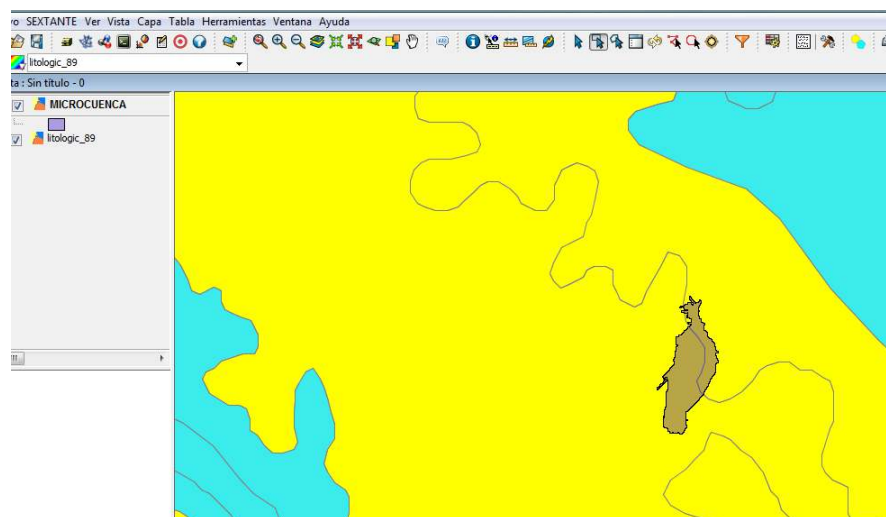 vo SEXTANTE Ver Vista Capa Tabla Herramientas Ventana Ayuda
litologic_89
ta : Sin título - 0
MICROCUENCA
litologic_89